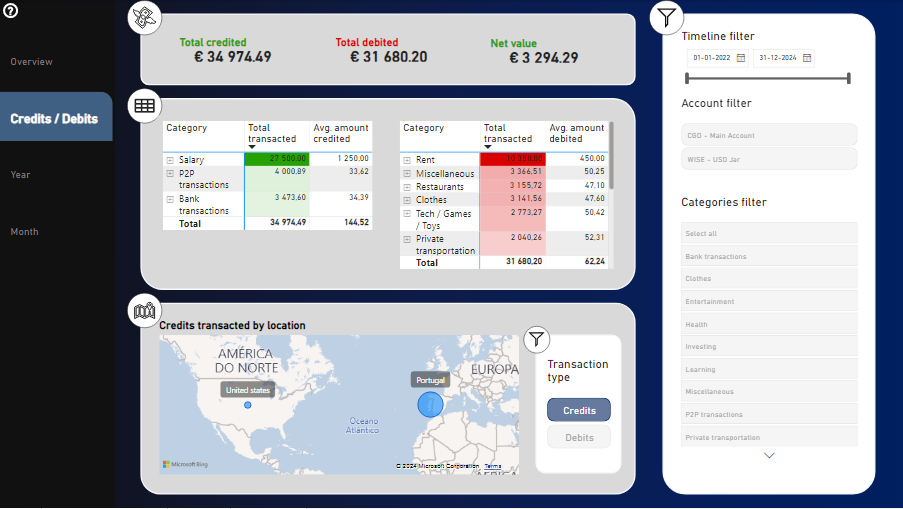 ?
Overview
Credits / Debits
Year
Month
Total credited
€ 34 974.49
Total debited
€ 31 680.20
Net value
€ 3 294.29
Category Total transacted Avg. amount credited
Salary 27 500,00 1 250,00
P2P transactions 4 000,89 33,62
Bank transactions 3 473,60 34,39
Total 34 974,49 144,52
Category Total transacted Avg. amount debited
Rent 450,00
Miscellaneous 3 366,51 50,25
Restaurants 3 155,72 47,10
Clothes 3 141,56 47,60
Tech / Games / Toys 2 773,27 50,42
Private transportation 2 040,26 52,31
Total 31 680,20 62,24
Credits transacted by location
AMÉRICA
DO NORTE
United states
Portugal
EUROPA
Oceano
Atlântico
Microsoft Bing
© 2024 Microsoft Corporation Terms
Transaction
type
Credits
Debits
Timeline filter
01-01-2022 31-12-2024
Account filter
CGD - Main Account
WISE - USD Jar
Categories filter
Select all
Bank transactions
Clothes
Entertainment
Health
Investing
Learning
Miscellaneous
P2P transactions
Private transportation